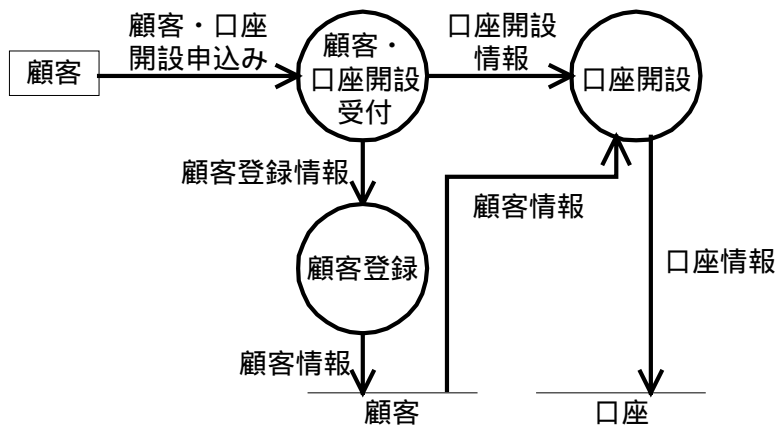 顧客
顧客・口座
開設申込み
顧客・
口座開設
受付
口座開設
情報
口座開設
顧客登録情報
顧客情報
顧客登録
口座情報
顧客情報
顧客
口座